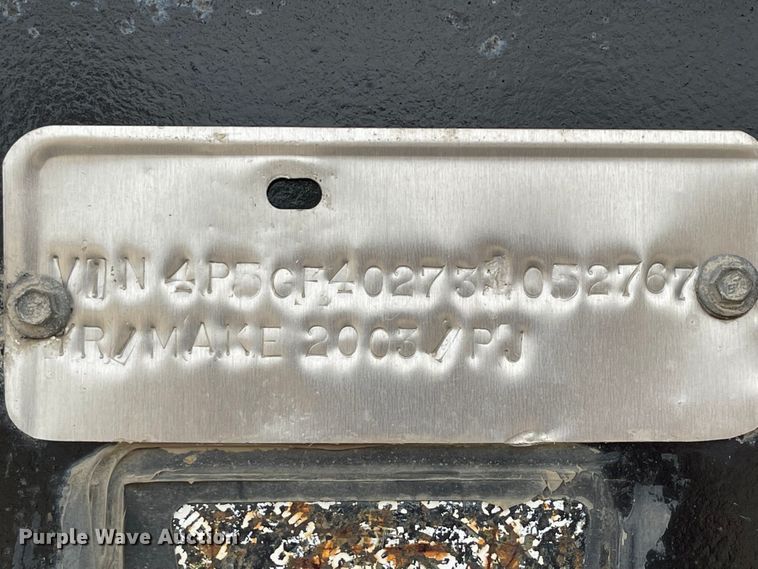 VIN 4P5CF402731052767
YR/MAKE 2003/PJ
Purple Wave Auction